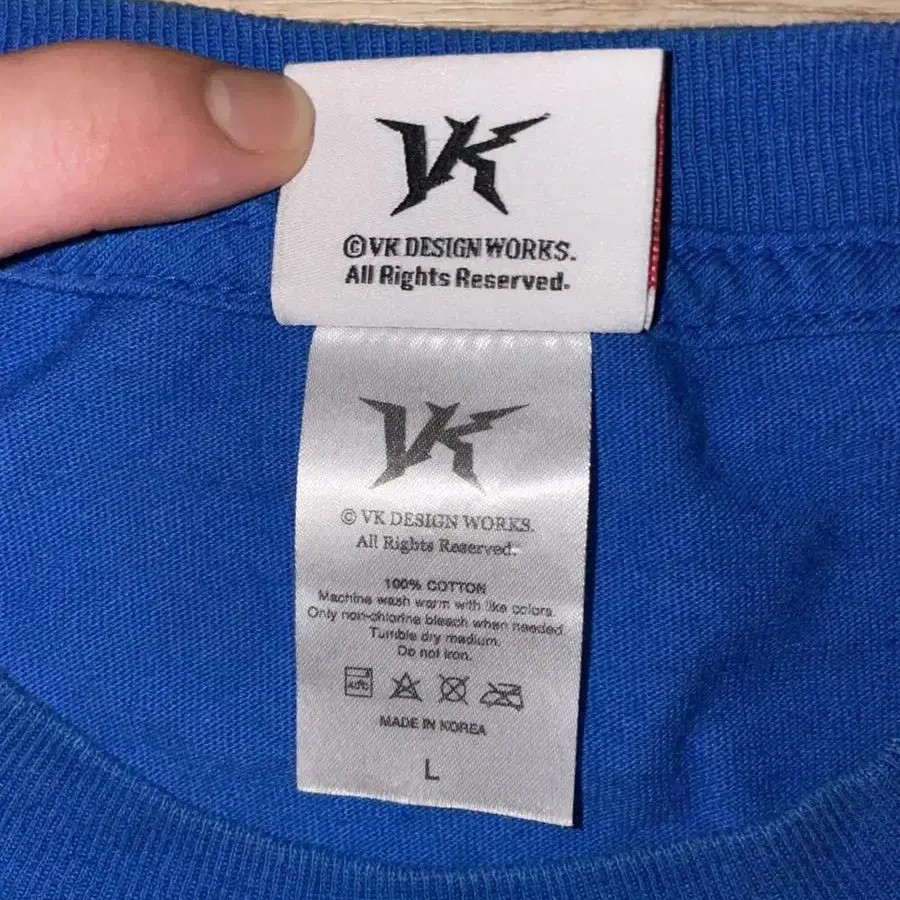 VK
©VK DESIGN WORKS.
All Rights Reserved.
VK
© VK DESIGN WORKS.
All Rights Reserved.
100% COTTON
Machine wash warm with like colors.
Only non-chlorine bleach when needed.
Tumble dry medium.
Do not iron.
MADE IN KOREA
L